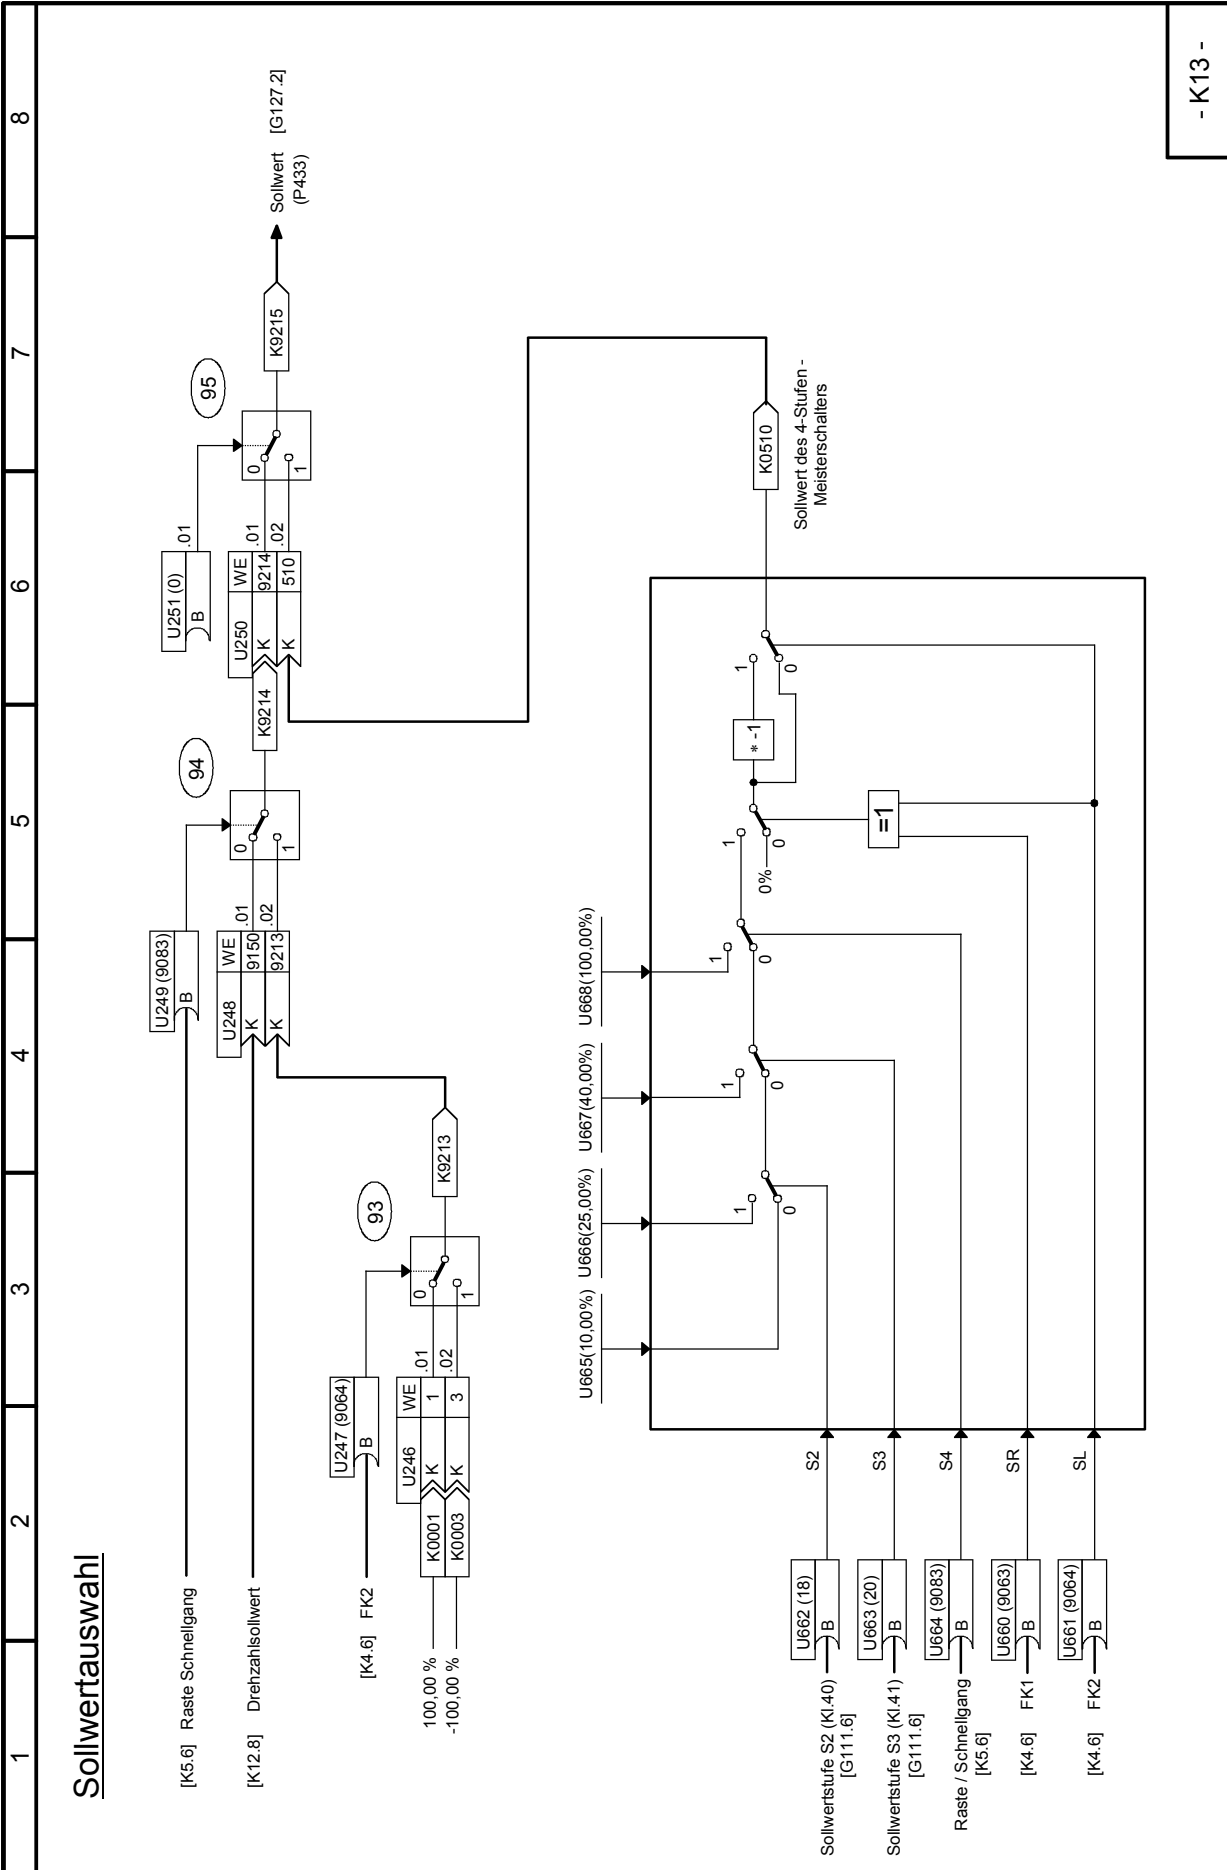 1 2 3 4 5 6 7 8
Sollwertauswahl
[K5.6] Raste Schnellgang
U249 (9083)
B
94
[K12.8] Drehzahlsollwert
U248 WE
K 9150 .01
K 9213 .02
0
1
K9214
U251 (0)
B
.01
95
U250 WE
K 9214 .01
K 510 .02
0
1
K9215
Sollwert [G127.2]
(P433)
[K4.6] FK2
U247 (9064)
B
93
U246 WE
100,00 % K0001 K 1 .01
-100,00 % K0003 K 3 .02
0
1
K9213
U665(10,00%)
U666(25,00%)
U667(40,00%)
U668(100,00%)
1
0
1
0
1
0
1
0
0%
* -1
1
0
=1
K0510
Sollwert des 4-Stufen -
Meisterschalters
Sollwertstufe S2 (Kl.40)
[G111.6]
U662 (18)
B
S2
Sollwertstufe S3 (Kl.41)
[G111.6]
U663 (20)
B
S3
Raste / Schnellgang
[K5.6]
U664 (9083)
B
S4
[K4.6] FK1
U660 (9063)
B
SR
[K4.6] FK2
U661 (9064)
B
SL
- K13 -